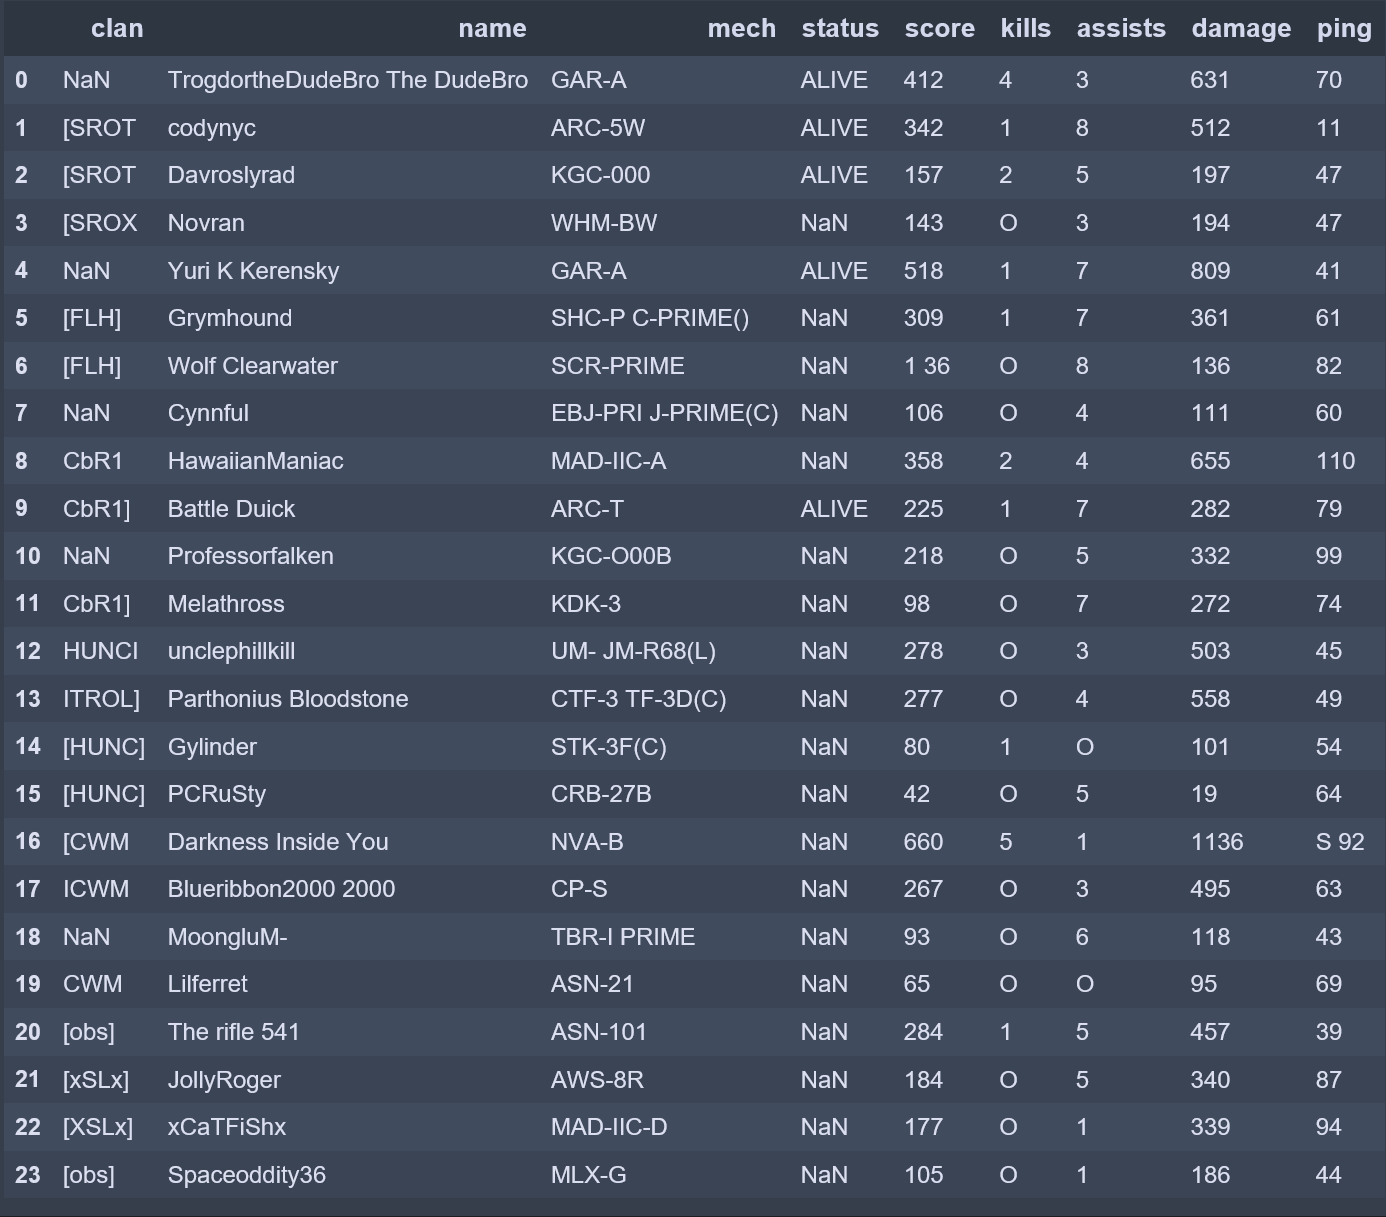 clan name mech status score kills assists damage ping
0 NaN TrogdortheDudeBro The DudeBro GAR-A ALIVE 412 4 3 631 70
1 [SROT codynyc ARC-5W ALIVE 342 1 8 512 11
2 [SROT Davroslyrad KGC-000 ALIVE 157 2 5 197 47
3 [SROX Novran WHM-BW NaN 143 O 3 194 47
4 NaN Yuri K Kerensky GAR-A ALIVE 518 1 7 809 41
5 [FLH] Grymhound SHC-P C-PRIME() NaN 309 1 7 361 61
6 [FLH] Wolf Clearwater SCR-PRIME NaN 1 36 O 8 136 82
7 NaN Cynnful EBJ-PRI J-PRIME(C) NaN 106 O 4 111 60
8 CbR1 HawaiianManiac MAD-IIC-A NaN 358 2 4 655 110
9 CbR1] Battle Duick ARC-T ALIVE 225 1 7 282 79
10 NaN Professorfalken KGC-O00B NaN 218 O 5 332 99
11 CbR1] Melathross KDK-3 NaN 98 O 7 272 74
12 HUNCI unclephillkill UM- JM-R68(L) NaN 278 O 3 503 45
13 ITROL] Parthonius Bloodstone CTF-3 TF-3D(C) NaN 277 O 4 558 49
14 [HUNC] Gylinder STK-3F(C) NaN 80 1 O 101 54
15 [HUNC] PCRuSty CRB-27B NaN 42 O 5 19 64
16 [CWM Darkness Inside You NVA-B NaN 660 5 1 1136 S 92
17 ICWM Blueribbon2000 2000 CP-S NaN 267 O 3 495 63
18 NaN MoongluM- TBR-I PRIME NaN 93 O 6 118 43
19 CWM Lilferret ASN-21 NaN 65 O O 95 69
20 [obs] The rifle 541 ASN-101 NaN 284 1 5 457 39
21 [xSLx] JollyRoger AWS-8R NaN 184 O 5 340 87
22 [XSLx] xCaTFiShx MAD-IIC-D NaN 177 O 1 339 94
23 [obs] Spaceoddity36 MLX-G NaN 105 O 1 186 44